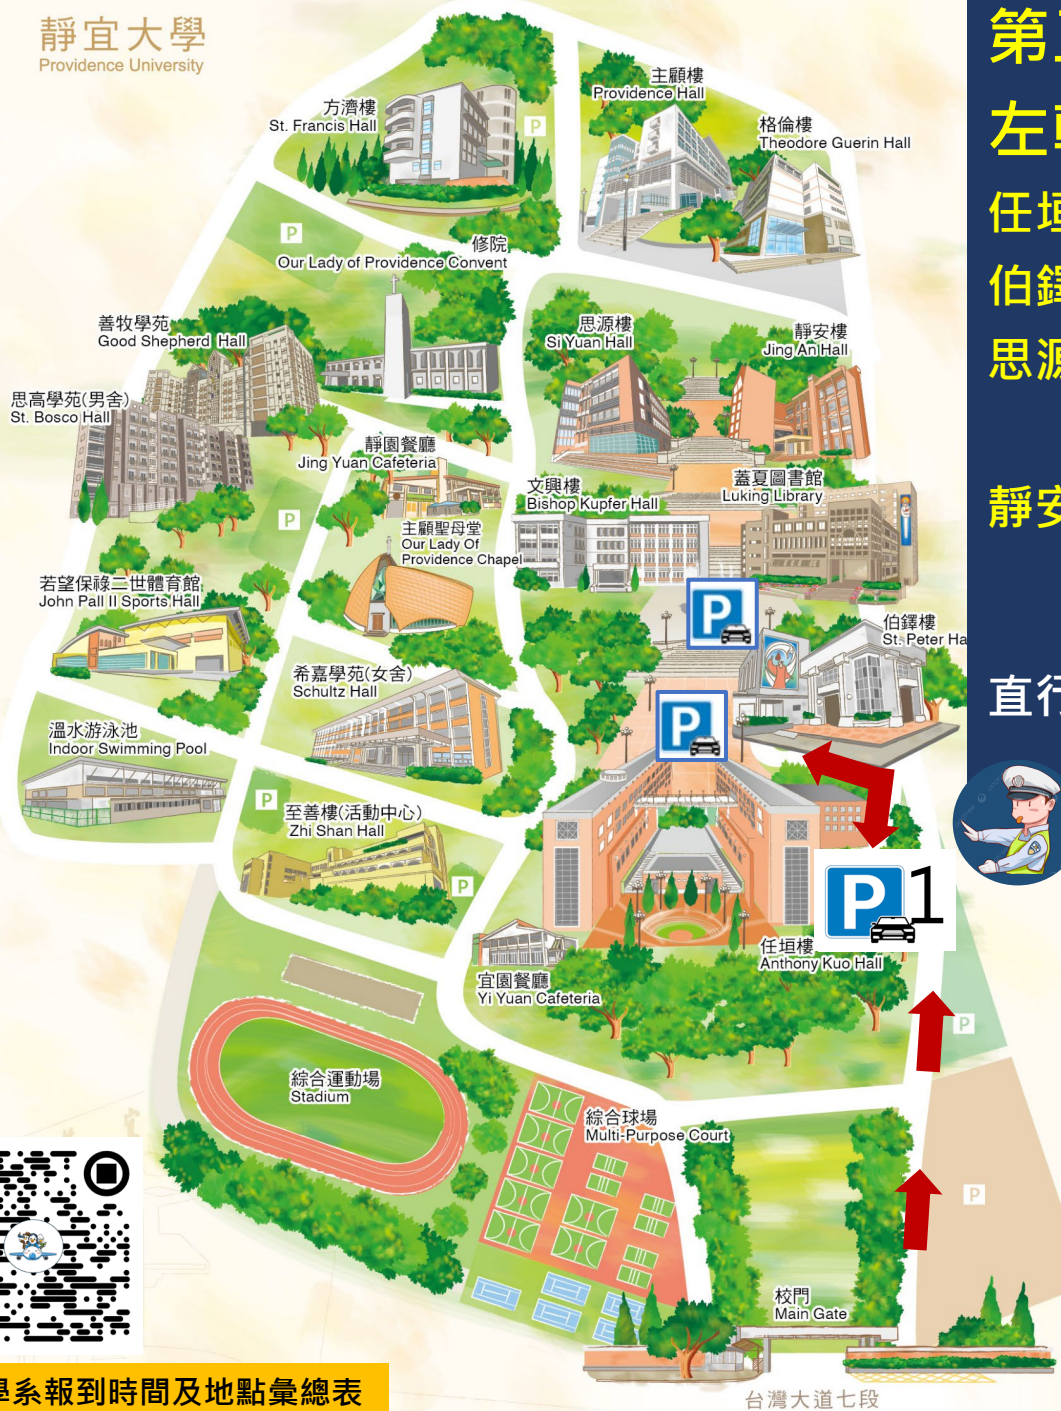 靜宜大學
Providence University
主顧樓
Providence Hall
方濟樓
St. Francis Hall
格倫樓
Theodore Guerin Hall
P
P
修院
Our Lady of Providence Convent
善牧學苑
Good Shepherd Hall
思源樓
Si Yuan Hall
靜安樓
Jing An Hall
思高學苑(男舍)
St. Bosco Hall
靜園餐廳
Jing Yuan Cafeteria
文興樓
Bishop Kupfer Hall
蓋夏圖書館
Luking Library
P
主顧聖母堂
Our Lady Of
Providence Chapel
若望保祿二世體育館
John Pall II Sports Hall
P
伯鐸樓
St. Peter Ha
希嘉學苑(女舍)
Schultz Hall
P
溫水游泳池
Indoor Swimming Pool
P
至善樓(活動中心)
Zhi Shan Hall
P
P1
任垣樓
Anthony Kuo Hall
宜園餐廳
Yi Yuan Cafeteria
P
綜合運動場
Stadium
綜合球場
Multi-Purpose Court
P
校門
Main Gate
台灣大道七段
第
左
任垣
伯鐸
思源
靜安
直行
學系報到時間及地點彙總表